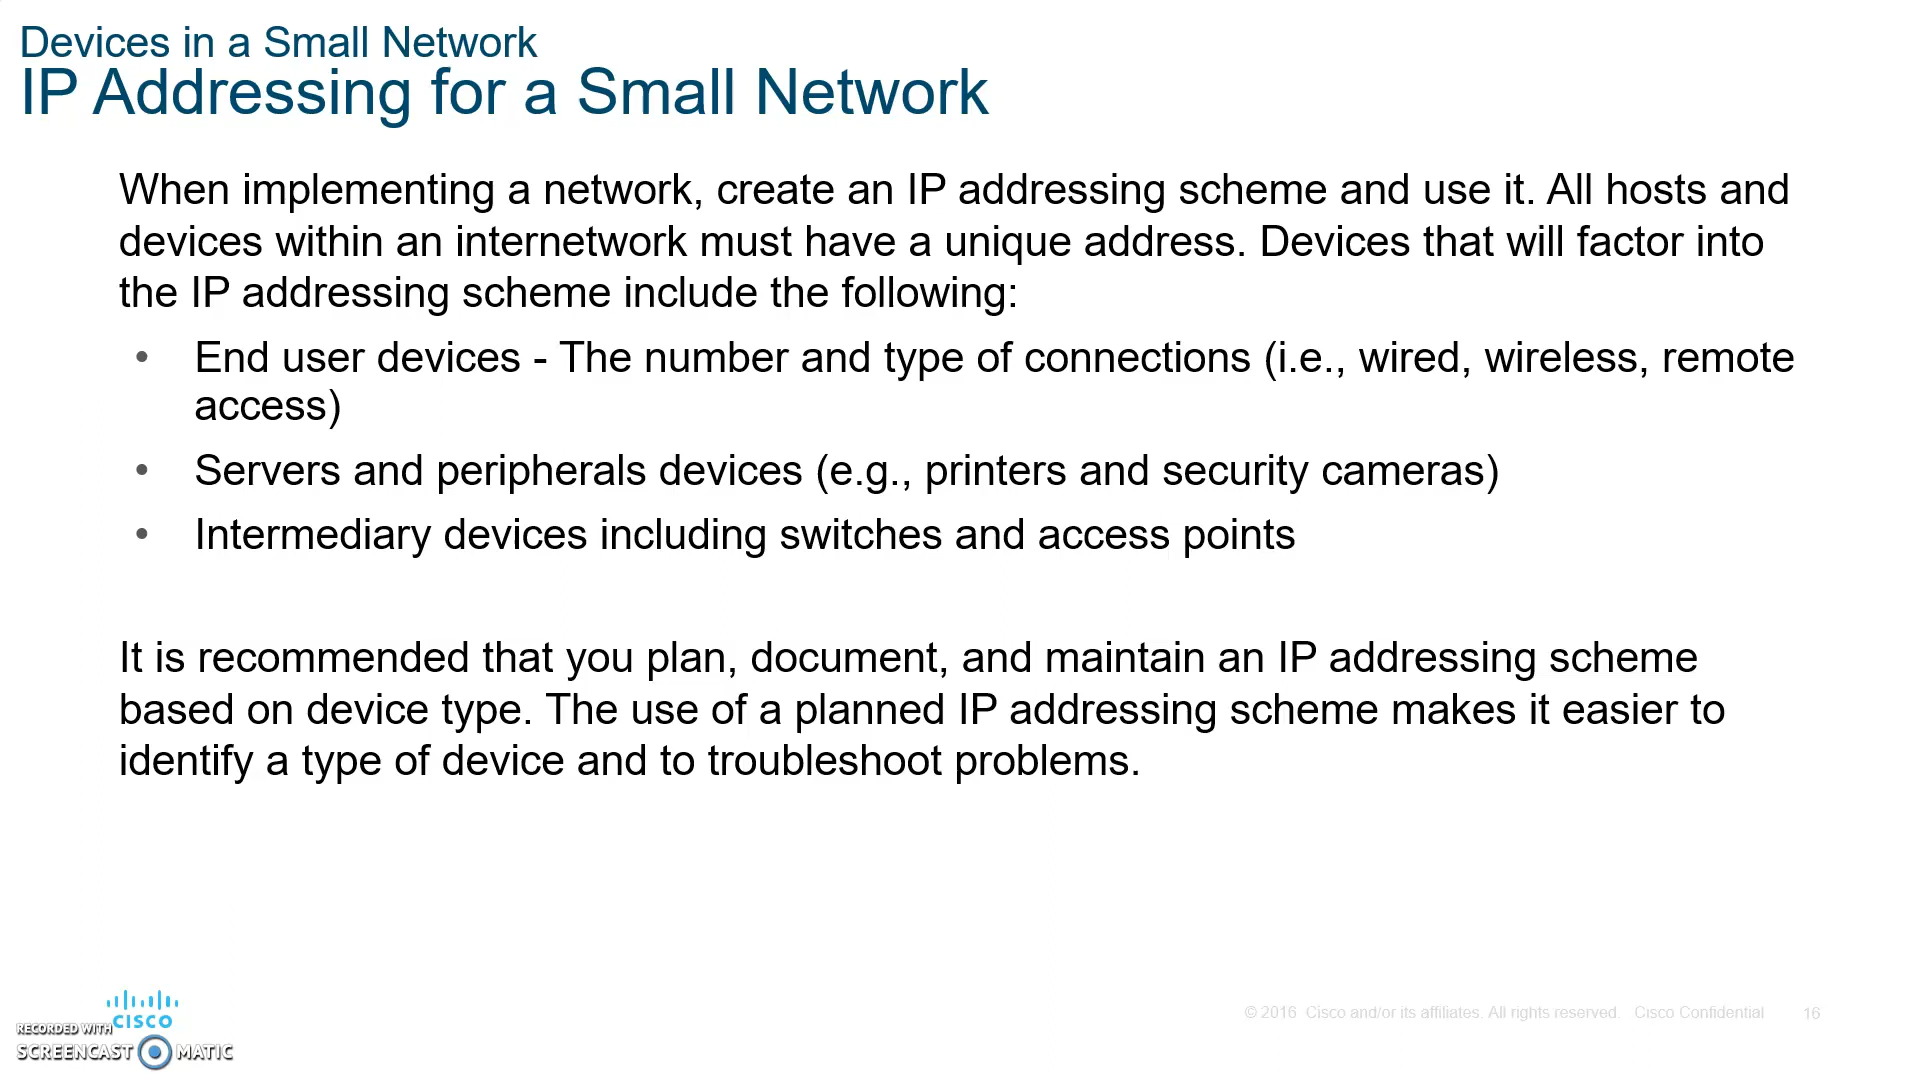 Devices in a Small Network
IP Addressing for a Small Network
When implementing a network, create an IP addressing scheme and use it. All hosts and
devices within an internetwork must have a unique address. Devices that will factor into
the IP addressing scheme include the following:
• End user devices - The number and type of connections (i.e., wired, wireless, remote
access)
• Servers and peripherals devices (e.g., printers and security cameras)
• Intermediary devices including switches and access points
It is recommended that you plan, document, and maintain an IP addressing scheme
based on device type. The use of a planned IP addressing scheme makes it easier to
identify a type of device and to troubleshoot problems.
CISCO
RECORDED WITH
SCREENCAST MATIC
© 2016 Cisco and/or its affiliates. All rights reserved. Cisco Confidential 16